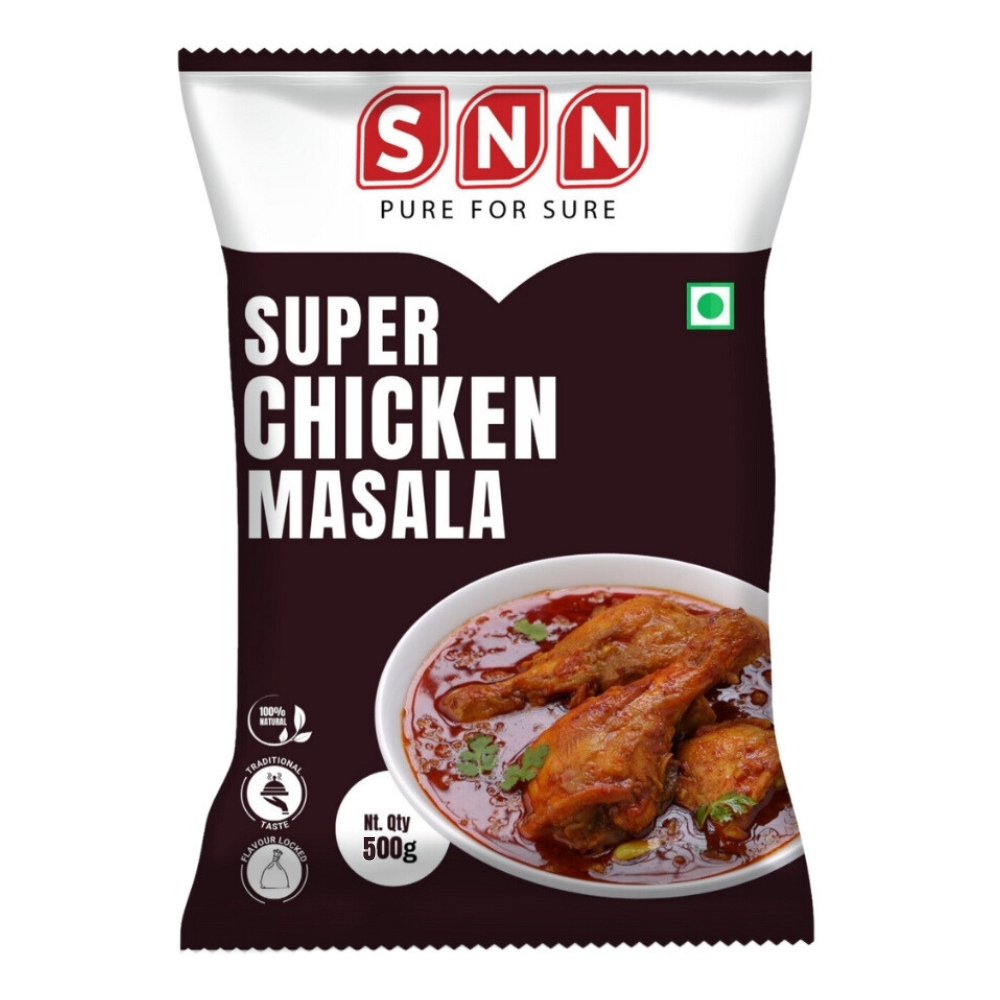 SNN
PURE FOR SURE
SUPER
CHICKEN
MASALA
100%
NATURAL
TRADITIONAL
TASTE
FLAVOUR LOCKED
Nt. Qty
500g